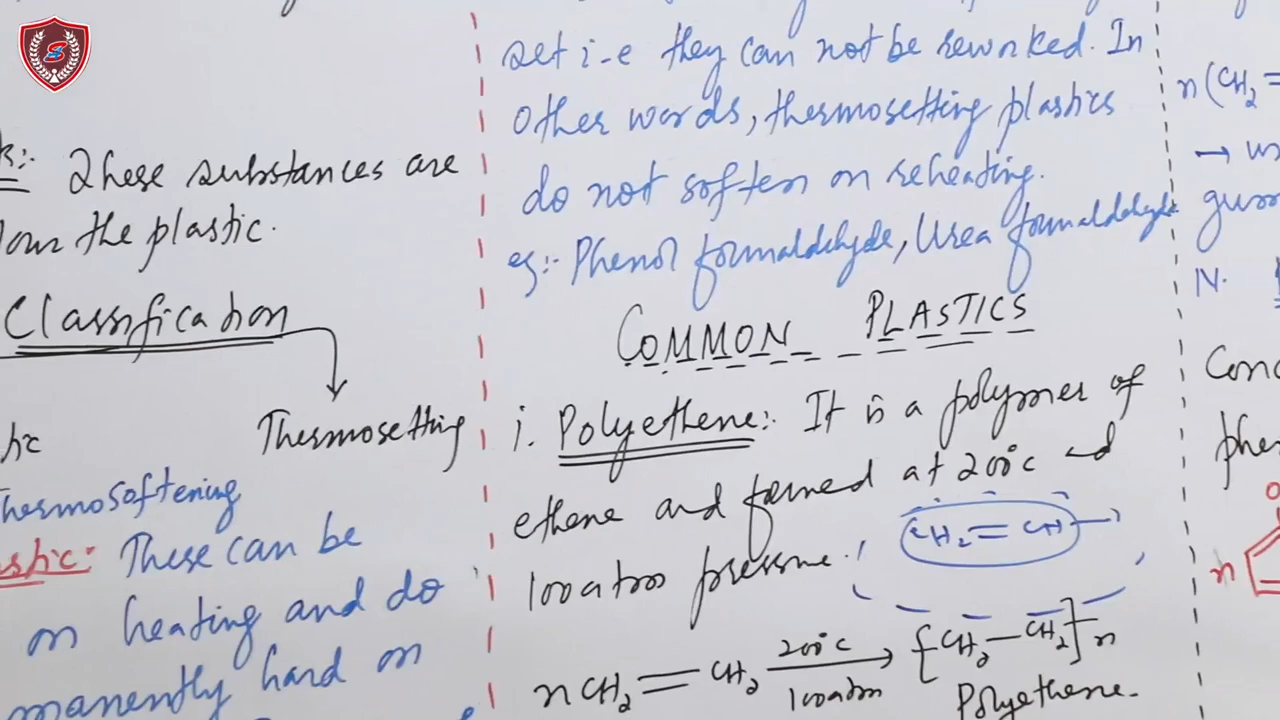 These substances are
the plastic.
Classification
Thermosetting
Thermosoftening
These can be
on heating and do
hard on
set i-e they can not be reworked. In
other words, thermosetting plastics
do not soften on reheating.
eg:- Phenol formaldehyde, Urea formaldehyde
COMMON PLASTICS
i. Polyethene:- It is a polymer of
ethene and formed at 200°c and
100 atm pressure.
CH2=CH
nCH2=CH2 200°c 100atm [CH2-CH2]n
Polyethene.
n(CH2=
N.
n